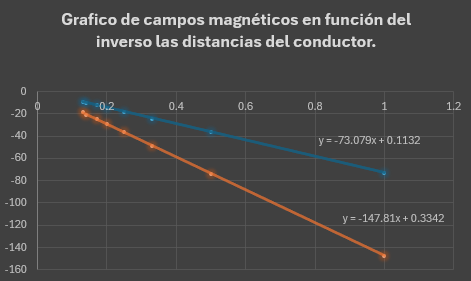 Grafico de campos magnéticos en función del
inverso las distancias del conductor.
0
0 0.2 0.4 0.6 0.8 1 1.2
-20
-40
y = -73.079x + 0.1132
-60
-80
-100
y = -147.81x + 0.3342
-120
-140
-160